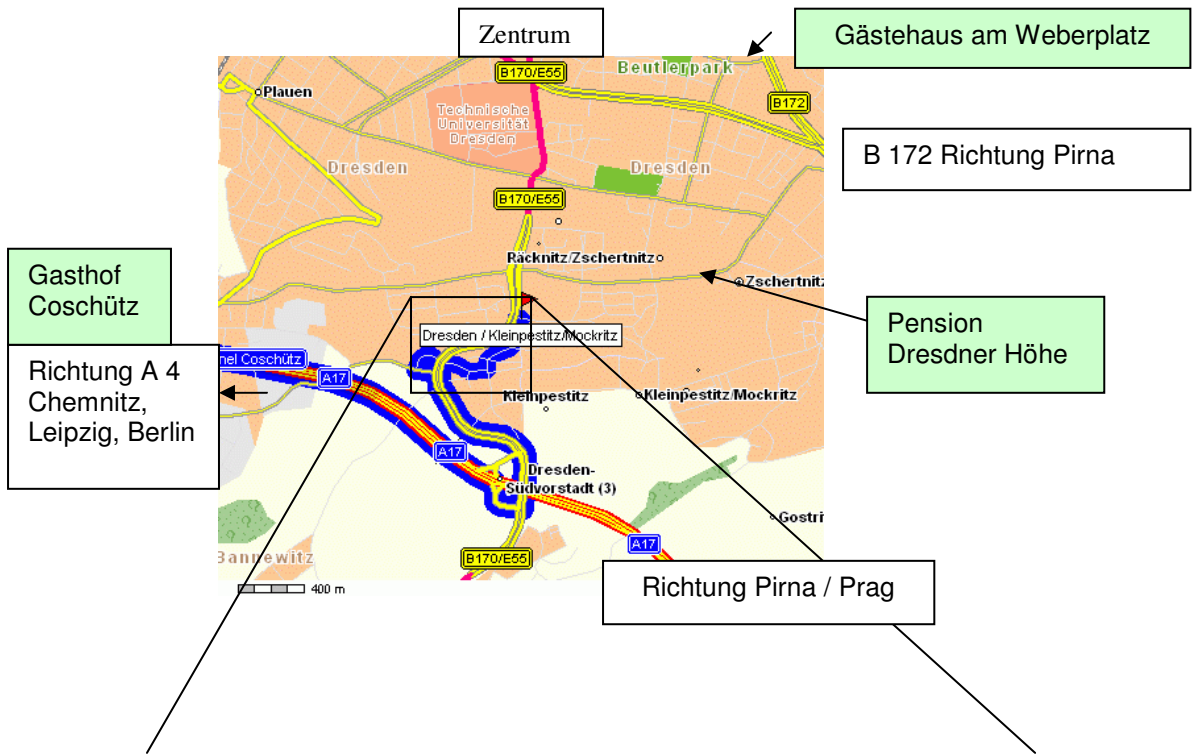 Zentrum
Gästehaus am Weberplatz
B170/E55
Beutlerpark
Plauen
B172
Technische
Universität
Dresden
B 172 Richtung Pirna
Dresden
Dresden
B170/E55
Räcknitz/Zschertnitz
Zschertnitz
Gasthof
Coschütz
Pension
Dresdner Höhe
Dresden / Kleinpestitz/Mockritz
nel Coschütz
Richtung A 4
Chemnitz,
Leipzig, Berlin
A17
Kleinpestitz
Kleinpestitz/Mockritz
A17
Dresden-
Südvorstadt (3)
Gostri
A17
Bannewitz
B170/E55
Richtung Pirna / Prag
400 m